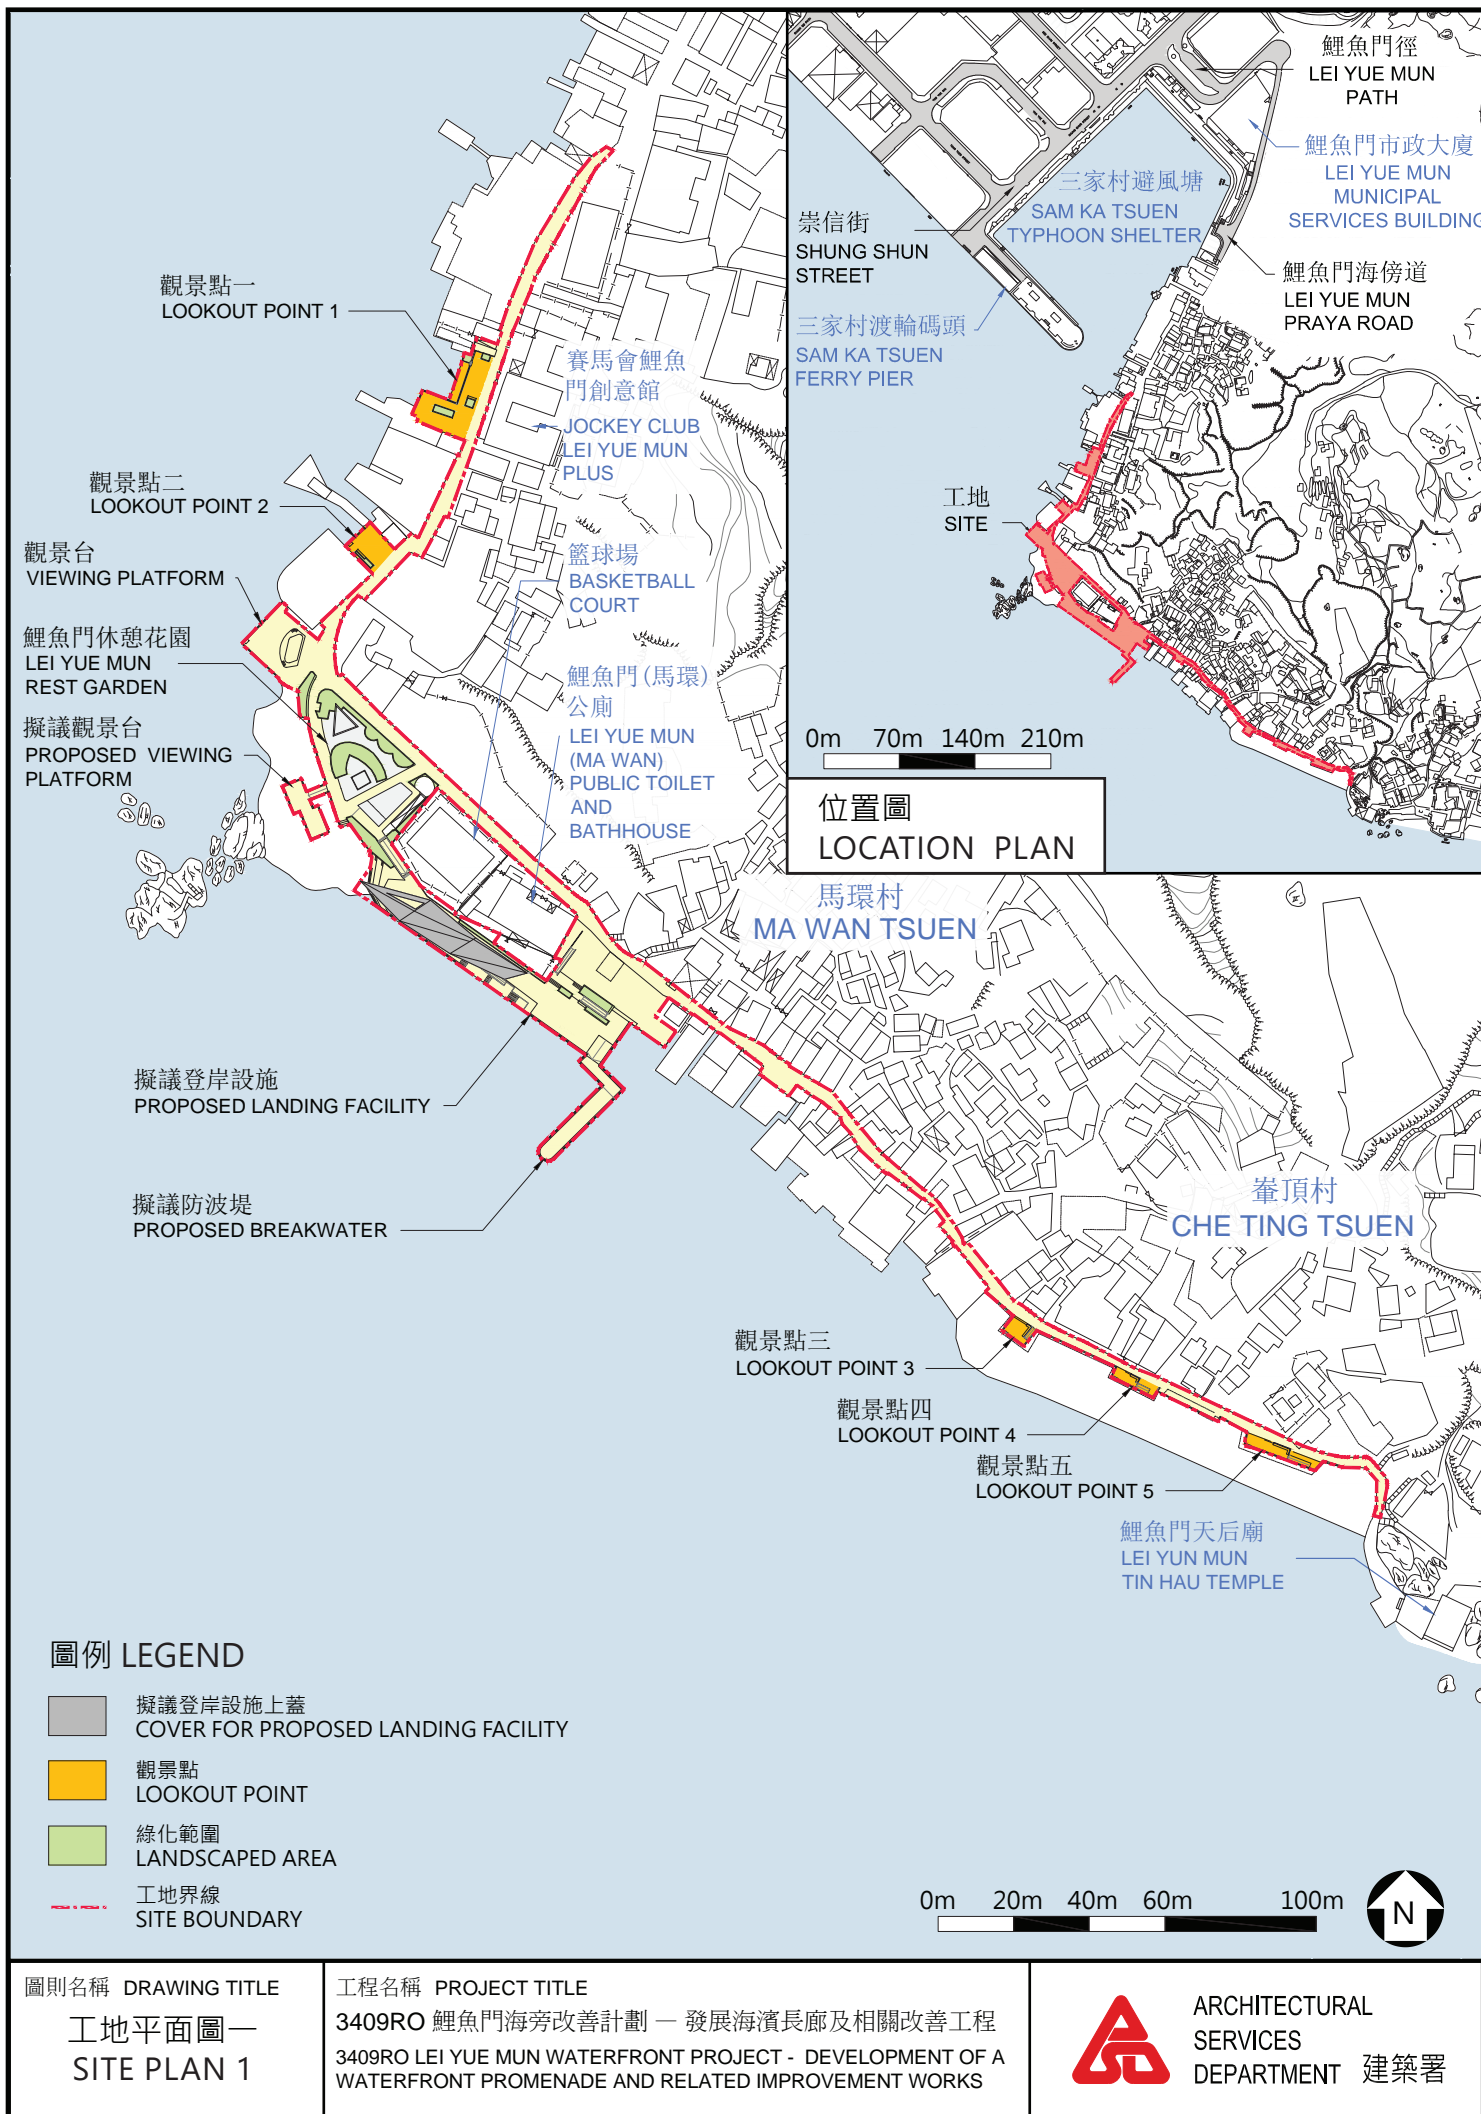 鯉魚門徑
LEI YUE MUN
PATH
鯉魚門市政大廈
LEI YUE MUN
MUNICIPAL
SERVICES BUILDING
三家村避風塘
SAM KA TSUEN
TYPHOON SHELTER
崇信街
SHUNG SHUN
STREET
鯉魚門海傍道
LEI YUE MUN
PRAYA ROAD
三家村渡輪碼頭
SAM KA TSUEN
FERRY PIER
工地
SITE
0m 70m 140m 210m
位置圖
LOCATION PLAN
觀景點一
LOOKOUT POINT 1
賽馬會鯉魚
門創意館
JOCKEY CLUB
LEI YUE MUN
PLUS
觀景點二
LOOKOUT POINT 2
觀景台
VIEWING PLATFORM
籃球場
BASKETBALL
COURT
鯉魚門休憩花園
LEI YUE MUN
REST GARDEN
鯉魚門(馬環)
公廁
LEI YUE MUN
(MA WAN)
PUBLIC TOILET
AND
BATHHOUSE
擬議觀景台
PROPOSED VIEWING
PLATFORM
馬環村
MA WAN TSUEN
擬議登岸設施
PROPOSED LANDING FACILITY
擬議防波堤
PROPOSED BREAKWATER
輋頂村
CHE TING TSUEN
觀景點三
LOOKOUT POINT 3
觀景點四
LOOKOUT POINT 4
觀景點五
LOOKOUT POINT 5
鯉魚門天后廟
LEI YUN MUN
TIN HAU TEMPLE
圖例 LEGEND
擬議登岸設施上蓋
COVER FOR PROPOSED LANDING FACILITY
觀景點
LOOKOUT POINT
綠化範圍
LANDSCAPED AREA
工地界線
SITE BOUNDARY
0m 20m 40m 60m 100m
N
圖則名稱 DRAWING TITLE
工地平面圖一
SITE PLAN 1
工程名稱 PROJECT TITLE
3409RO 鯉魚門海旁改善計劃 － 發展海濱長廊及相關改善工程
3409RO LEI YUE MUN WATERFRONT PROJECT - DEVELOPMENT OF A
WATERFRONT PROMENADE AND RELATED IMPROVEMENT WORKS
ARCHITECTURAL
SERVICES
DEPARTMENT 建築署